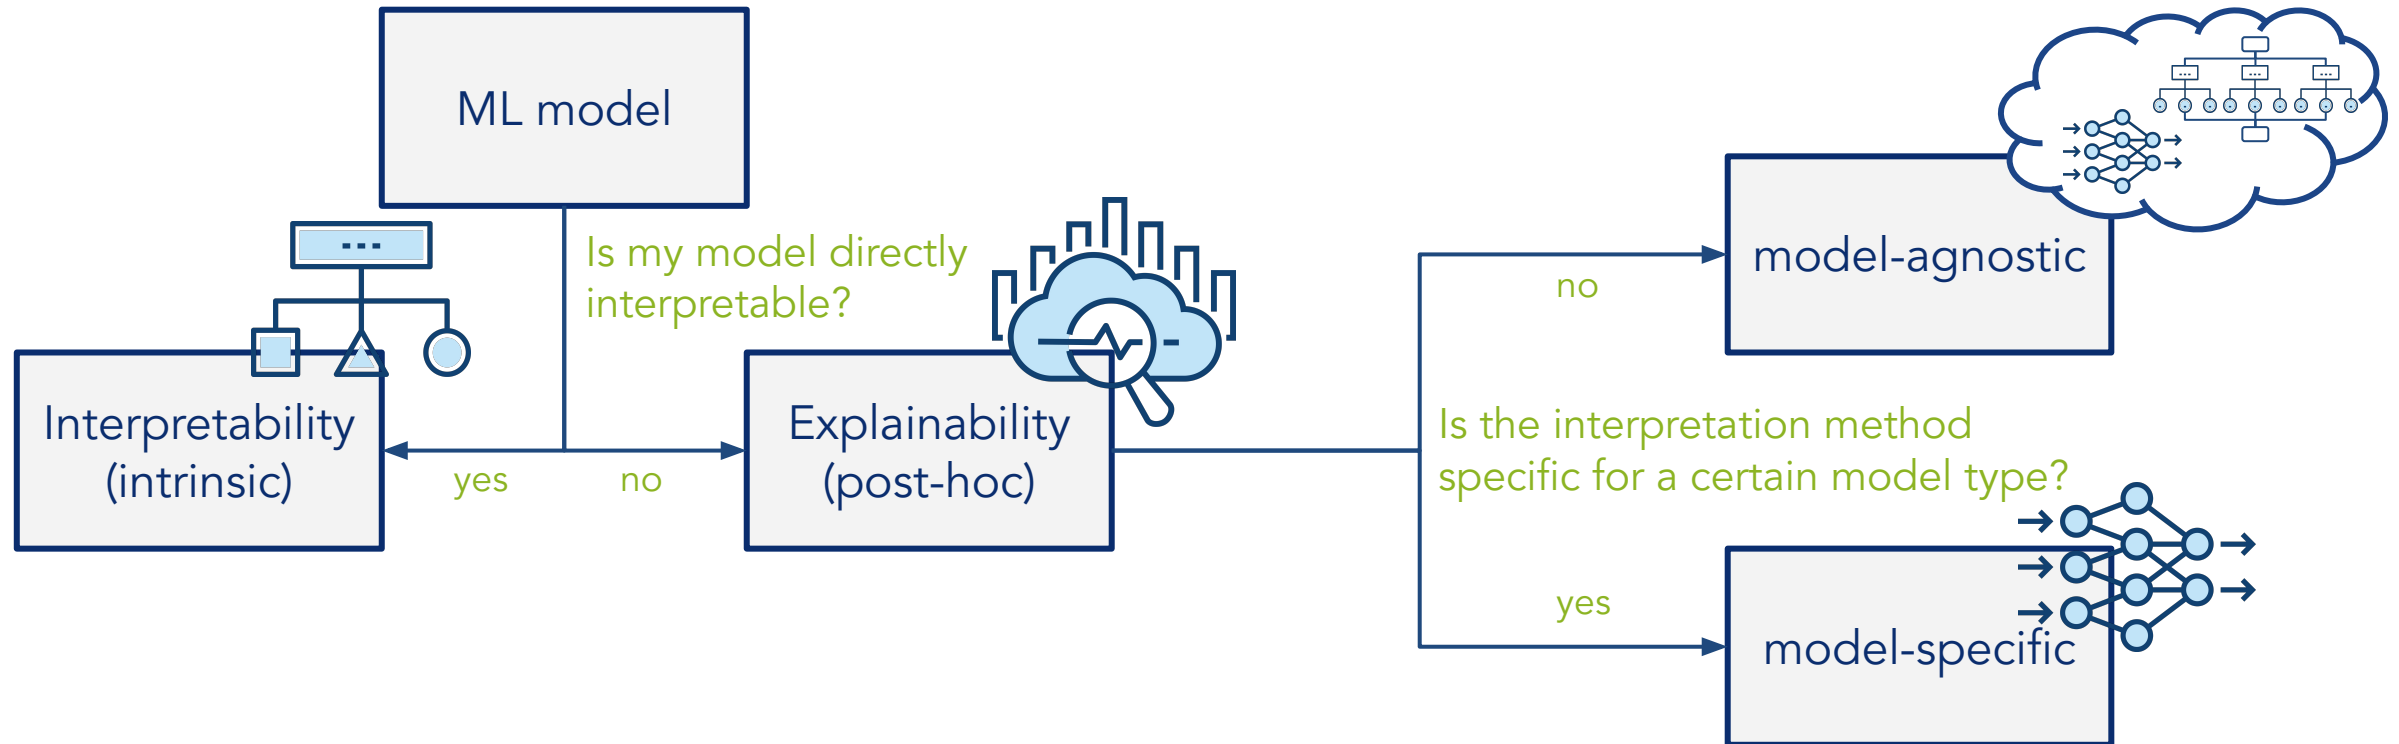 ML model
Is my model directly
interpretable?
Interpretability
(intrinsic)
yes
no
Explainability
(post-hoc)
no
model-agnostic
Is the interpretation method
specific for a certain model type?
yes
model-specific